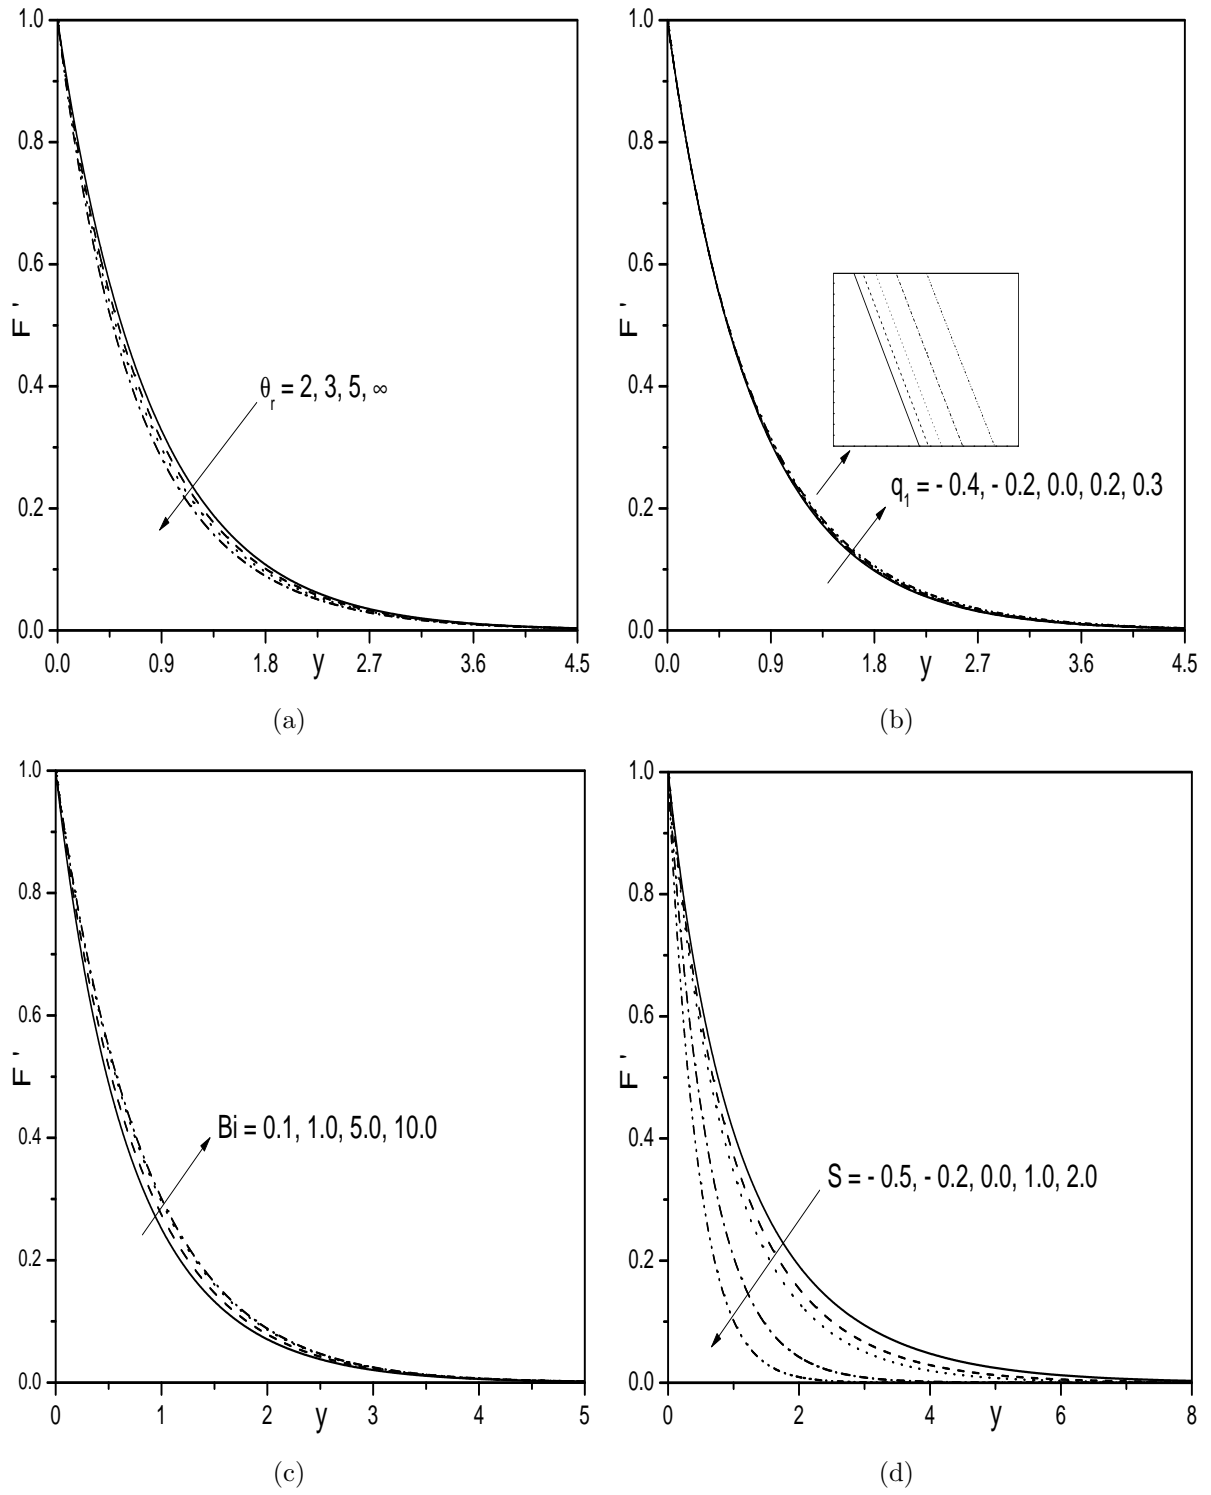 1.0
0.8
0.6
0.4
0.2
0.0
F '
θr = 2, 3, 5, ∞
0.0 0.9 1.8 2.7 3.6 4.5
y
(a)
1.0
0.8
0.6
0.4
0.2
0.0
F '
q1 = - 0.4, - 0.2, 0.0, 0.2, 0.3
0.0 0.9 1.8 2.7 3.6 4.5
y
(b)
1.0
0.8
0.6
0.4
0.2
0.0
F '
Bi = 0.1, 1.0, 5.0, 10.0
0 1 2 3 4 5
y
(c)
1.0
0.8
0.6
0.4
0.2
0.0
F '
S = - 0.5, - 0.2, 0.0, 1.0, 2.0
0 2 4 6 8
y
(d)